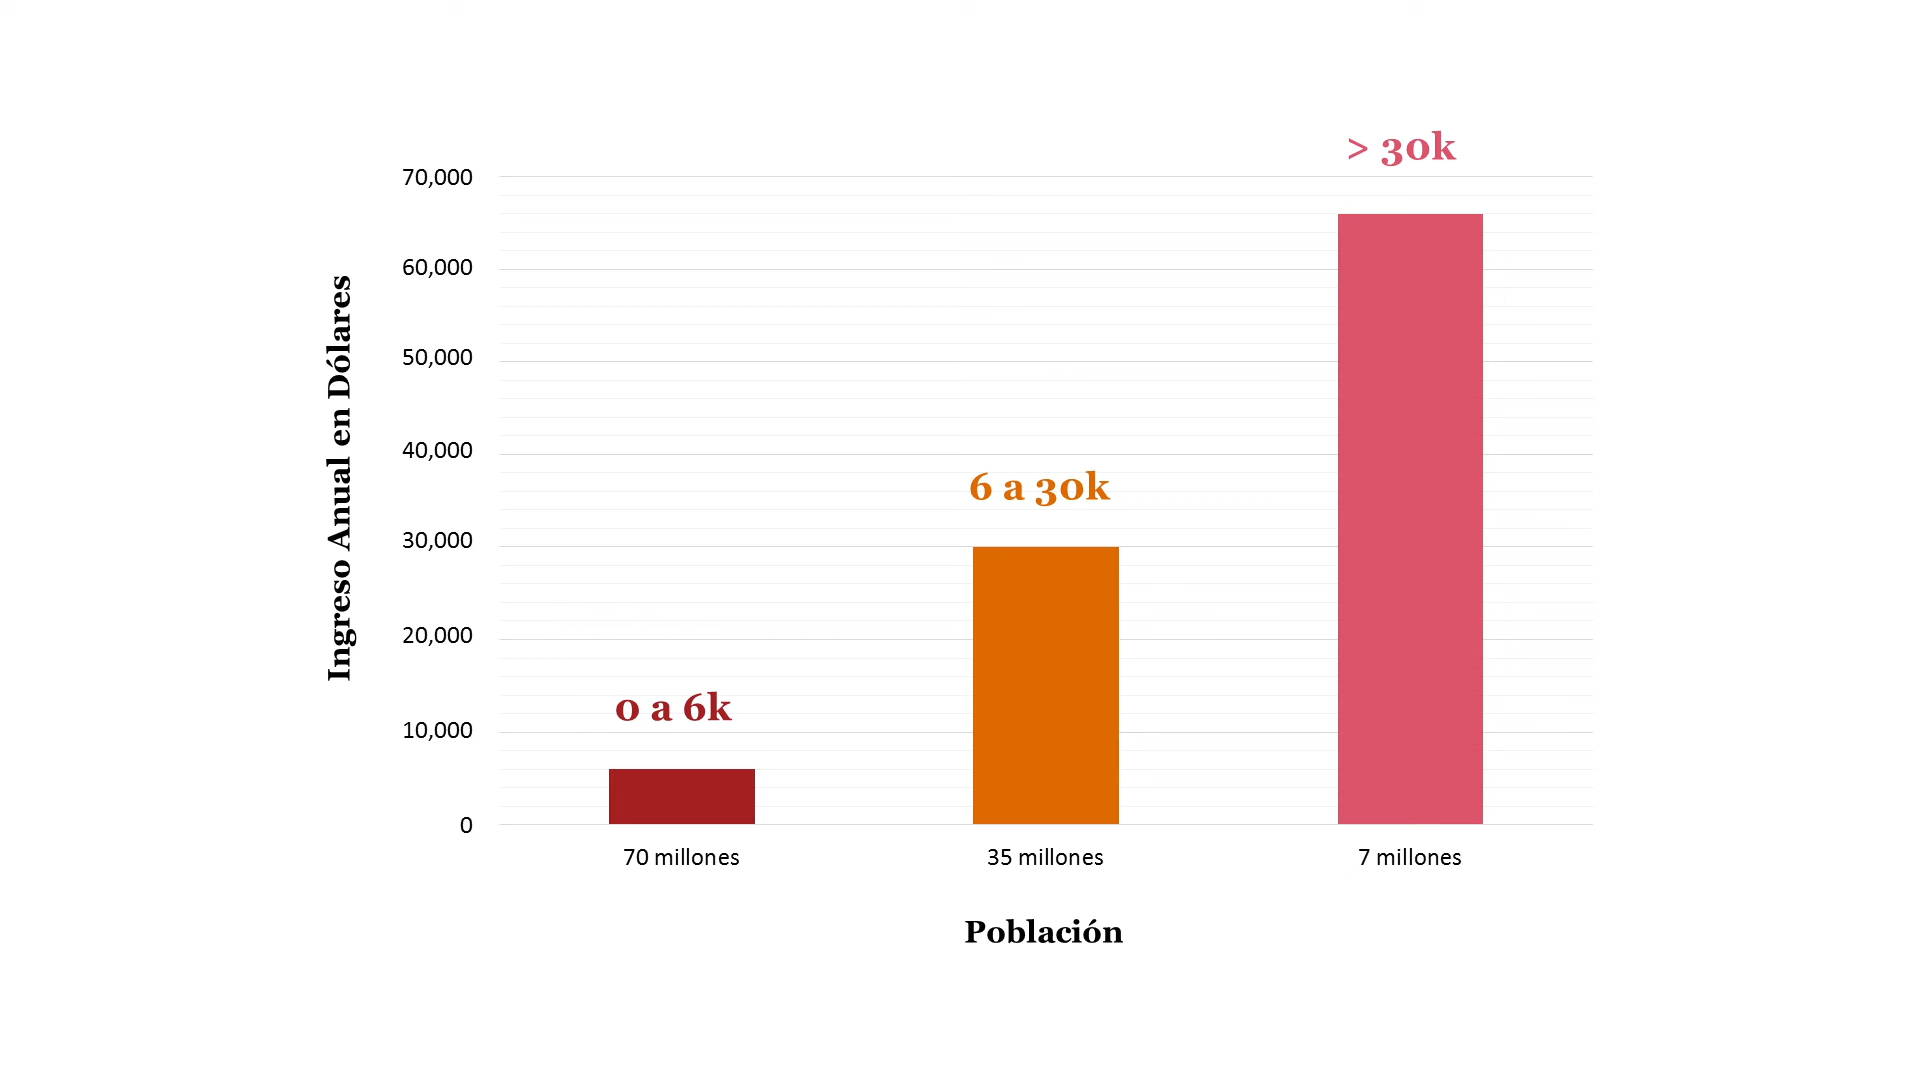 > 30k
70,000
60,000
50,000
40,000
6 a 30k
30,000
20,000
0 a 6k
10,000
0
Ingreso Anual en Dólares
70 millones
35 millones
7 millones
Población